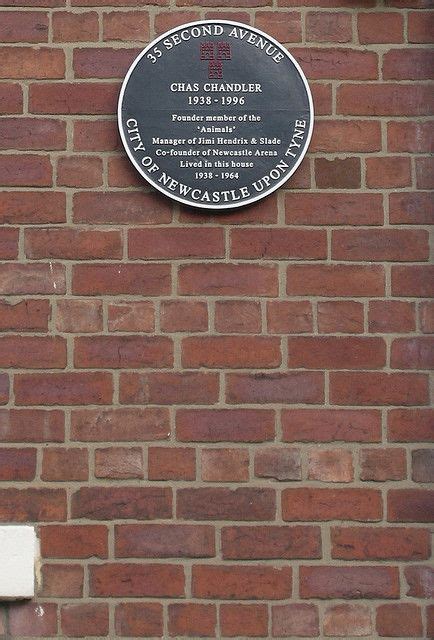 35 SECOND AVENUE
CHAS CHANDLER
1938 - 1996
Founder member of the
'Animals'
Manager of Jimi Hendrix & Slade
Co-founder of Newcastle Arena
Lived in this house
1938 - 1964
CITY OF NEWCASTLE UPON TYNE